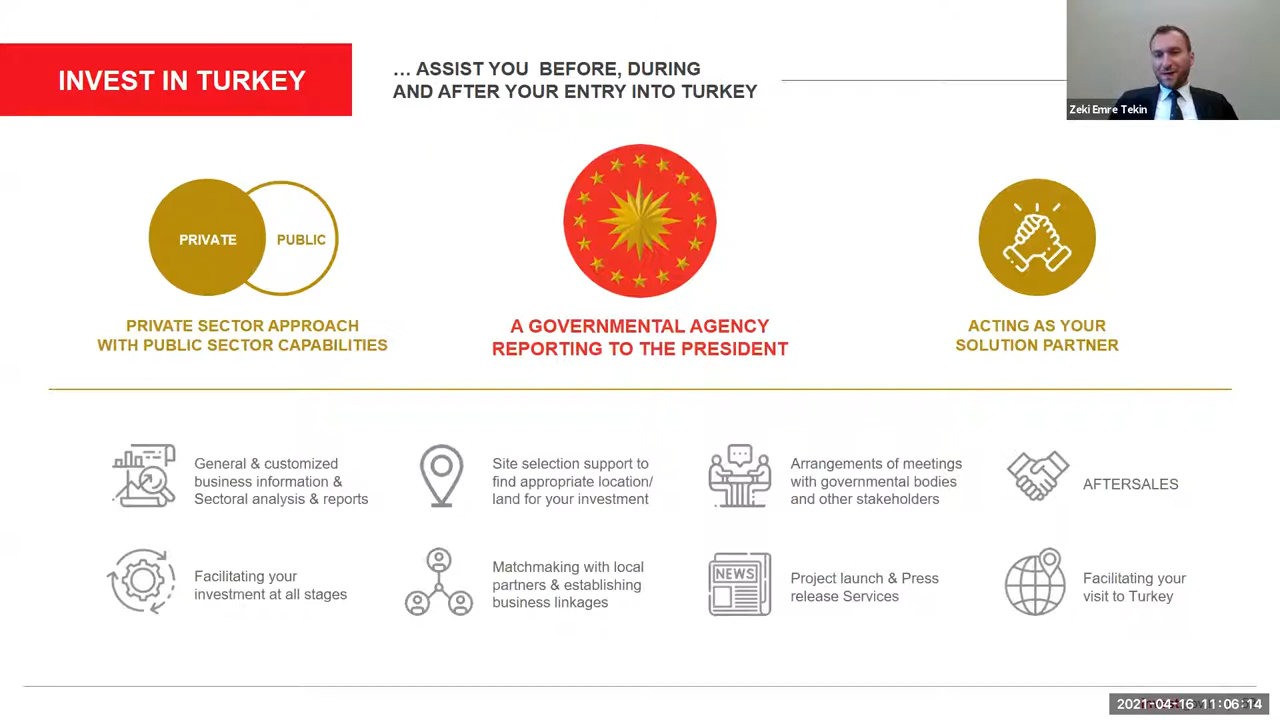 INVEST IN TURKEY
... ASSIST YOU BEFORE, DURING
AND AFTER YOUR ENTRY INTO TURKEY
Zeki Emre Tekin
PRIVATE
PUBLIC
PRIVATE SECTOR APPROACH
WITH PUBLIC SECTOR CAPABILITIES
A GOVERNMENTAL AGENCY
REPORTING TO THE PRESIDENT
ACTING AS YOUR
SOLUTION PARTNER
General & customized
business information &
Sectoral analysis & reports
Site selection support to
find appropriate location/
land for your investment
Arrangements of meetings
with governmental bodies
and other stakeholders
AFTERSALES
Facilitating your
investment at all stages
Matchmaking with local
partners & establishing
business linkages
NEWS
Project launch & Press
release Services
Facilitating your
visit to Turkey
2021-04-16 11:06:14